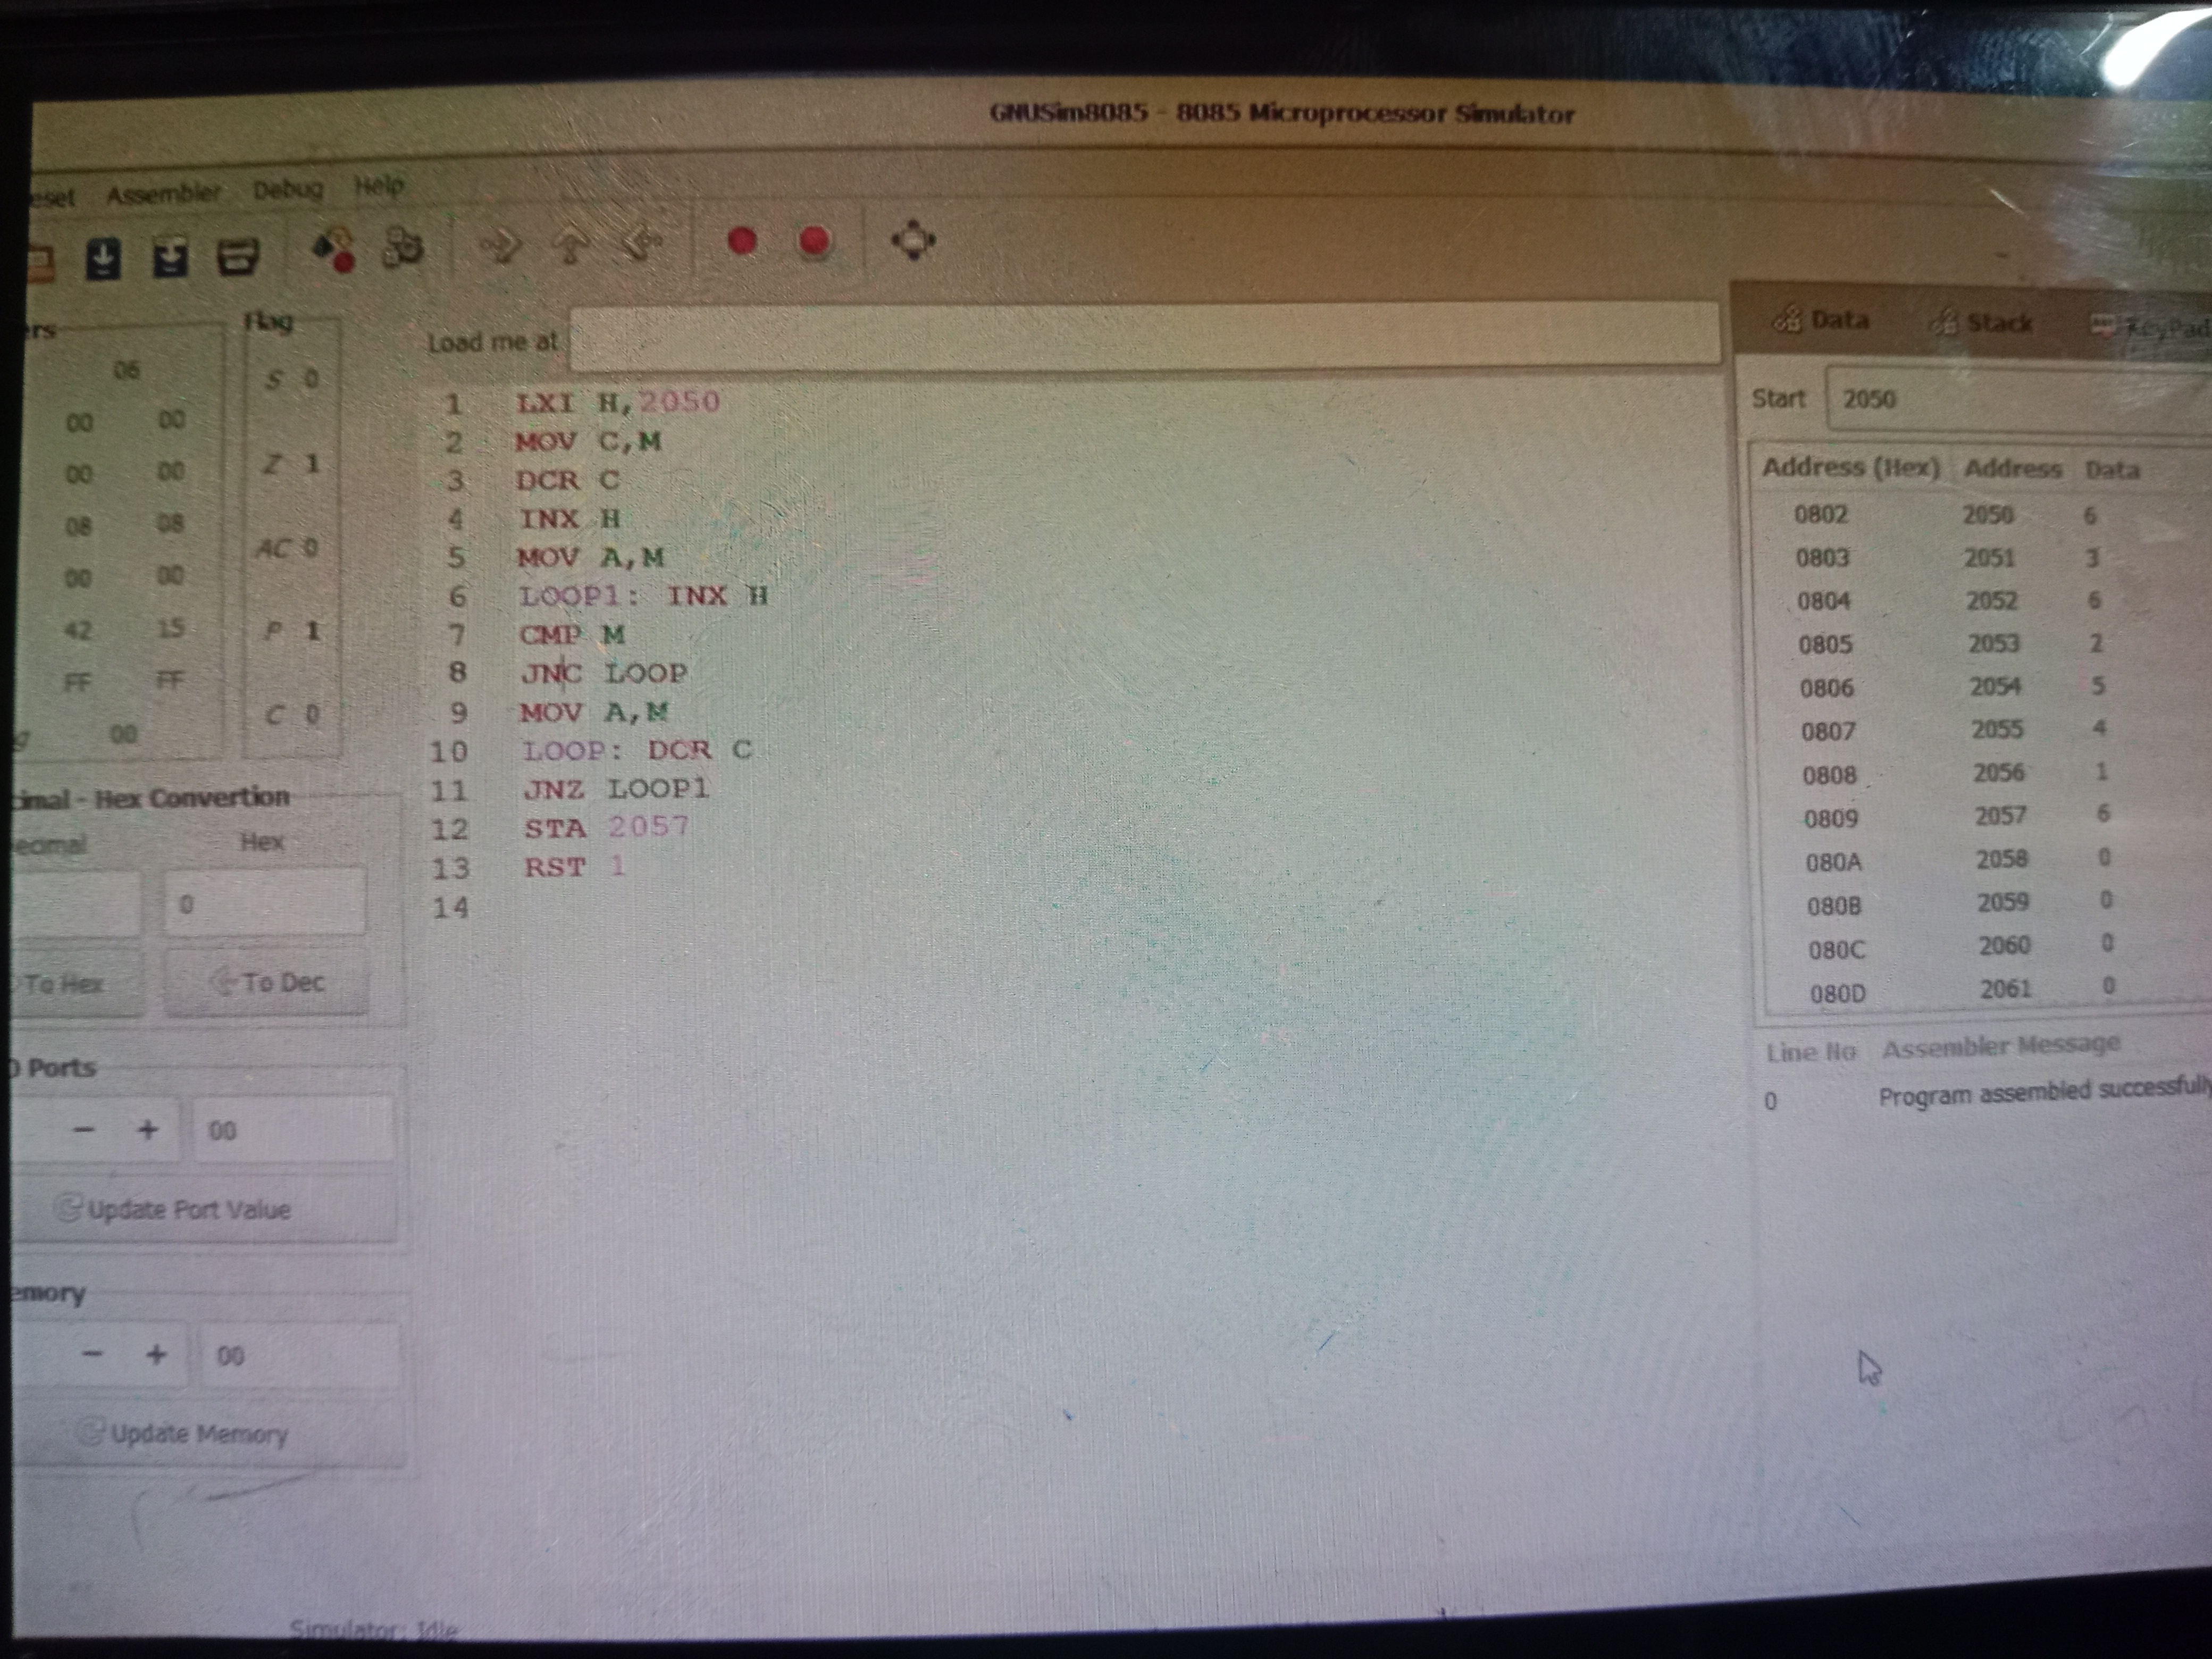 GNUSim8085 - 8085 Microprocessor Simulator
eset Assembler Debug Help
ers
06
00 00
00 00
08 08
00 00
42 15
FF FF
00
Flag
S 0
Z 1
AC 0
P 1
C 0
imal - Hex Convertion
ecimal Hex
0
To Hex To Dec
O Ports
- + 00
Update Port Value
emory
- + 00
Update Memory
Load me at
1 LXI H,2050
2 MOV C,M
3 DCR C
4 INX H
5 MOV A,M
6 LOOP1: INX H
7 CMP M
8 JNC LOOP
9 MOV A,M
10 LOOP: DCR C
11 JNZ LOOP1
12 STA 2057
13 RST 1
14
Data Stack KeyPad
Start 2050
Address (Hex) Address Data
0802 2050 6
0803 2051 3
0804 2052 6
0805 2053 2
0806 2054 5
0807 2055 4
0808 2056 1
0809 2057 6
080A 2058 0
080B 2059 0
080C 2060 0
080D 2061 0
Line No Assembler Message
0 Program assembled successfully
Simulator: Idle